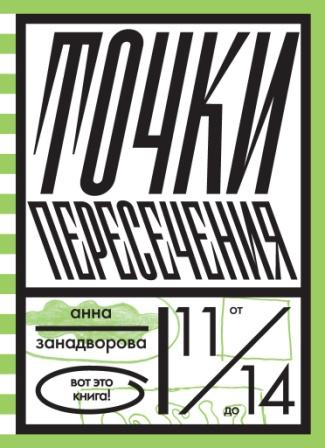 точки
пересечения
анна
занадворова
вот это
книга!
от
11
до
14